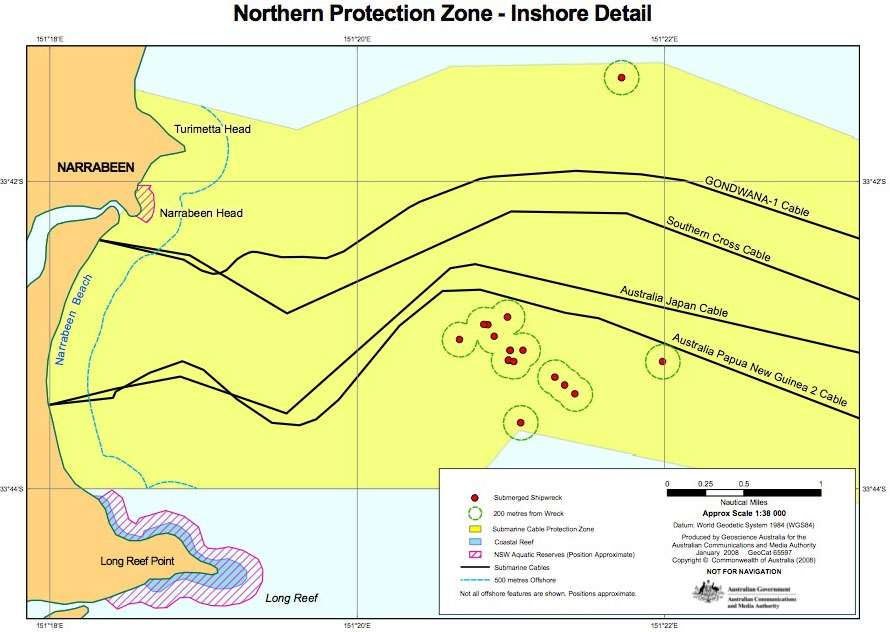 Northern Protection Zone - Inshore Detail
151°18'E
151°20'E
151°22'E
Turimetta Head
NARRABEEN
33°42'S
33°42'S
GONDWANA-1 Cable
Narrabeen Head
Southern Cross Cable
Narrabeen Beach
Australia Japan Cable
Australia Papua New Guinea 2 Cable
33°44'S
33°44'S
Submerged Shipwreck
200 metres from Wreck
Submarine Cable Protection Zone
Coastal Reef
NSW Aquatic Reserves (Position Approximate)
Submarine Cables
500 metres Offshore
Not all offshore features are shown. Positions approximate.
0 0.25 0.5 1
Nautical Miles
Approx Scale 1:38 000
Datum: World Geodetic System 1984 (WGS84)
Produced by Geoscience Australia for the
Australian Communications and Media Authority
January 2008 GeoCat 65597
Copyright © Commonwealth of Australia (2008)
NOT FOR NAVIGATION
Australian Government
Australian Communications
and Media Authority
Long Reef Point
Long Reef
151°18'E
151°20'E
151°22'E